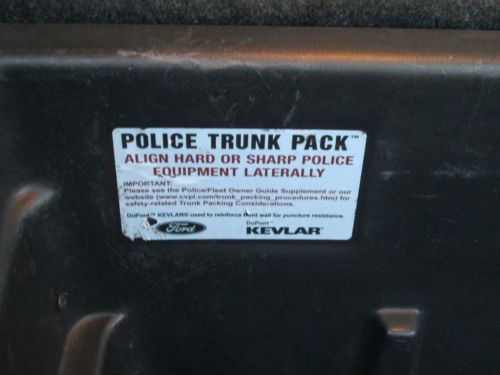 POLICE TRUNK PACK™
ALIGN HARD OR SHARP POLICE
EQUIPMENT LATERALLY
IMPORTANT:
Please see the Police/Fleet Owner Guide Supplement or our
website (www.cvpi.com/trunk_packing_procedures.htm) for
safety-related Trunk Packing Considerations.
DuPont™ KEVLAR® used to reinforce front wall for puncture resistance.
Ford
DuPont™
KEVLAR®